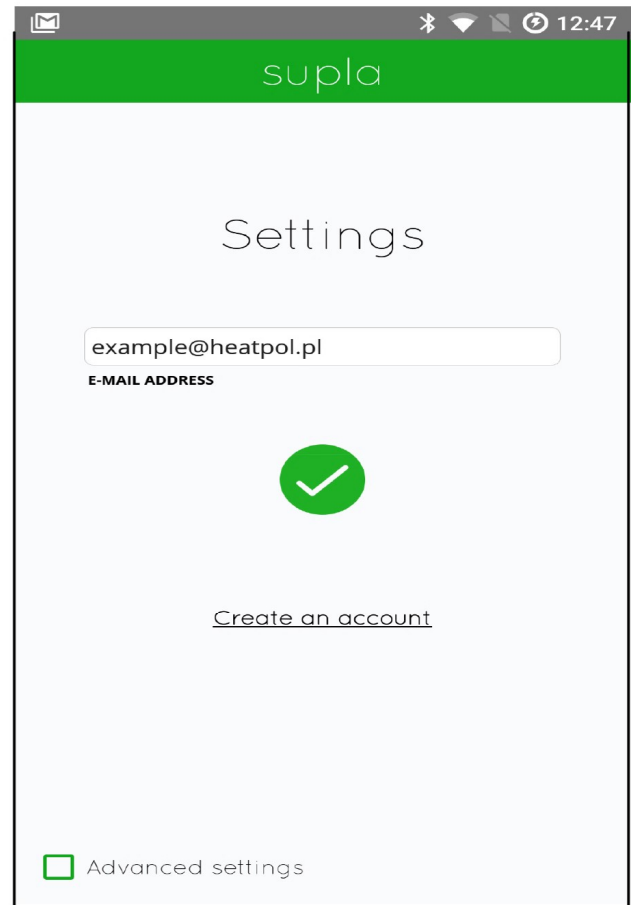 12:47
supla
Settings
example@heatpol.pl
E-MAIL ADDRESS
Create an account
Advanced settings